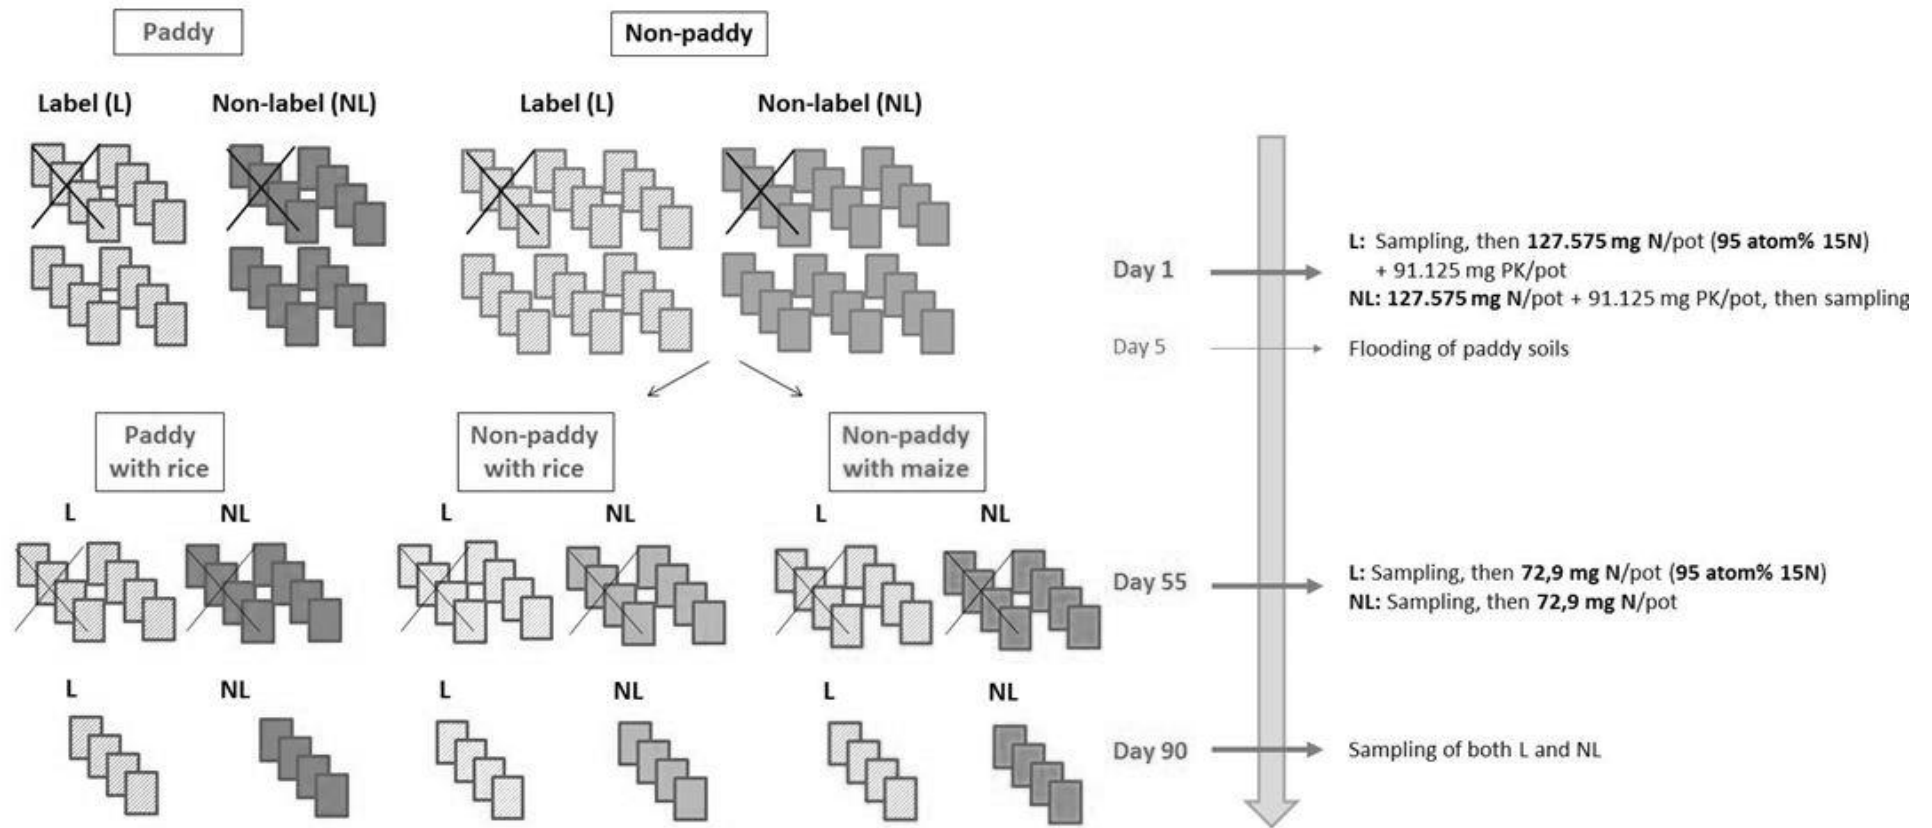 Paddy
Non-paddy
Label (L)
Non-label (NL)
Label (L)
Non-label (NL)
Day 1
L: Sampling, then 127.575 mg N/pot (95 atom% 15N)
+ 91.125 mg PK/pot
NL: 127.575 mg N/pot + 91.125 mg PK/pot, then sampling
Day 5
Flooding of paddy soils
Paddy
with rice
Non-paddy
with rice
Non-paddy
with maize
L
NL
L
NL
L
NL
Day 55
L: Sampling, then 72,9 mg N/pot (95 atom% 15N)
NL: Sampling, then 72,9 mg N/pot
L
NL
L
NL
L
NL
Day 90
Sampling of both L and NL